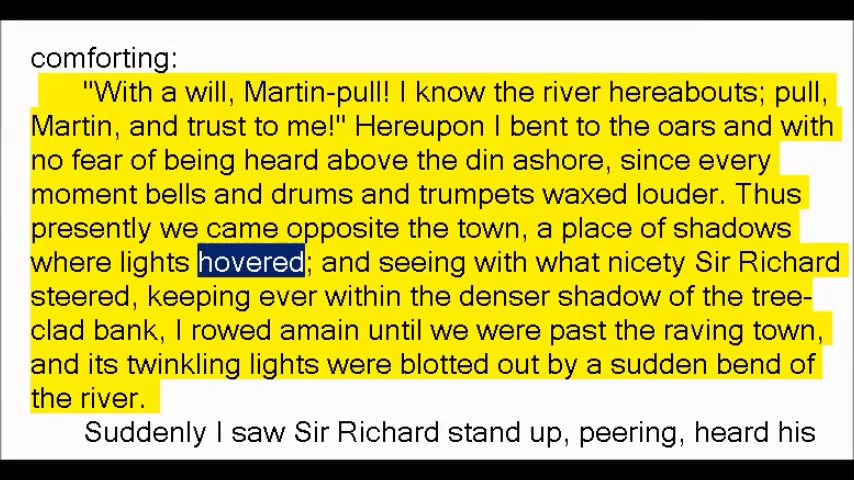 comforting:
"With a will, Martin-pull! I know the river hereabouts; pull,
Martin, and trust to me!" Hereupon I bent to the oars and with
no fear of being heard above the din ashore, since every
moment bells and drums and trumpets waxed louder. Thus
presently we came opposite the town, a place of shadows
where lights hovered; and seeing with what nicety Sir Richard
steered, keeping ever within the denser shadow of the tree-
clad bank, I rowed amain until we were past the raving town,
and its twinkling lights were blotted out by a sudden bend of
the river.
Suddenly I saw Sir Richard stand up, peering, heard his